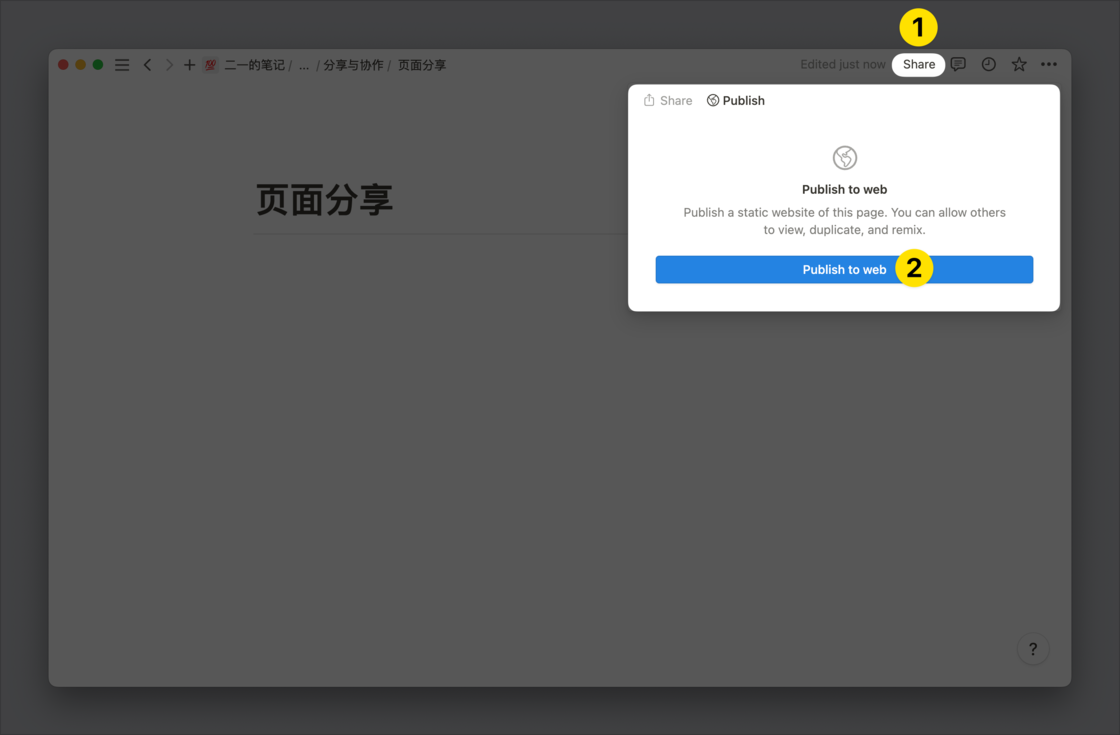 1
二一的笔记 / ... / 分享与协作 / 页面分享 Edited just now Share
Share Publish
页面分享
Publish to web
Publish a static website of this page. You can allow others
to view, duplicate, and remix.
Publish to web 2
?